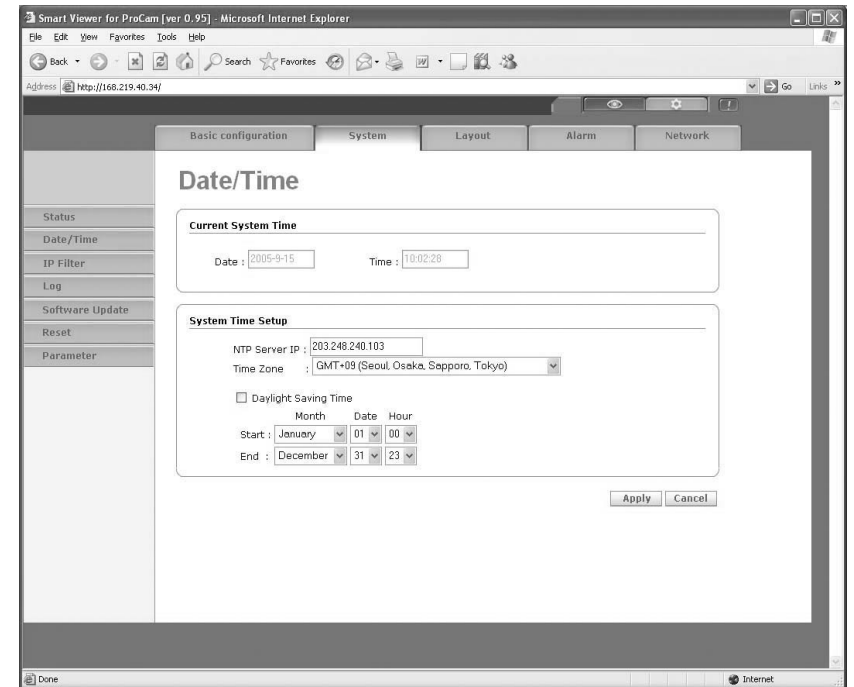 Smart Viewer for ProCam [ver 0.95] - Microsoft Internet Explorer
File Edit View Favorites Tools Help
Back Search Favorites
Address http://168.219.40.34/ Go Links »
Basic configuration System Layout Alarm Network
Date/Time
Status
Date/Time
IP Filter
Log
Software Update
Reset
Parameter
Current System Time
Date : 2005-9-15 Time : 10:02:28
System Time Setup
NTP Server IP : 203.248.240.103
Time Zone : GMT+09 (Seoul, Osaka, Sapporo, Tokyo)
Daylight Saving Time
Month Date Hour
Start : January 01 00
End : December 31 23
Apply Cancel
Done Internet